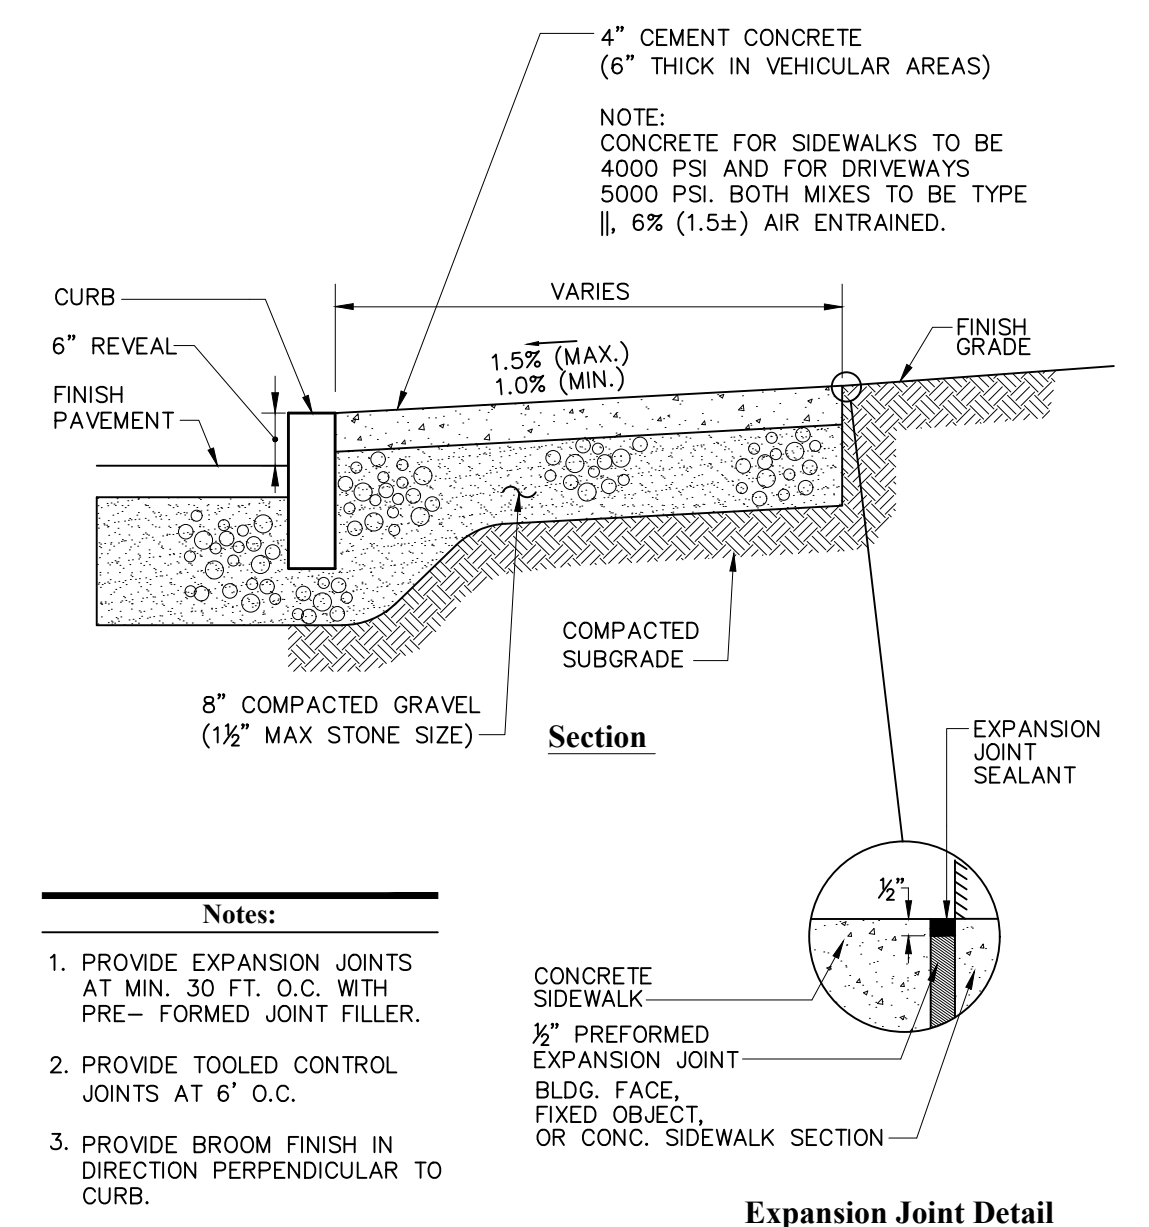 4” CEMENT CONCRETE
(6” THICK IN VEHICULAR AREAS)
NOTE:
CONCRETE FOR SIDEWALKS TO BE
4000 PSI AND FOR DRIVEWAYS
5000 PSI. BOTH MIXES TO BE TYPE
||, 6% (1.5±) AIR ENTRAINED.
CURB
VARIES
6” REVEAL
FINISH
PAVEMENT
1.5% (MAX.)
1.0% (MIN.)
FINISH
GRADE
COMPACTED
SUBGRADE
8” COMPACTED GRAVEL
(1½” MAX STONE SIZE)
Section
EXPANSION
JOINT
SEALANT
½”
CONCRETE
SIDEWALK
½” PREFORMED
EXPANSION JOINT
BLDG. FACE,
FIXED OBJECT,
OR CONC. SIDEWALK SECTION
Expansion Joint Detail
Notes:
1. PROVIDE EXPANSION JOINTS
AT MIN. 30 FT. O.C. WITH
PRE– FORMED JOINT FILLER.
2. PROVIDE TOOLED CONTROL
JOINTS AT 6’ O.C.
3. PROVIDE BROOM FINISH IN
DIRECTION PERPENDICULAR TO
CURB.